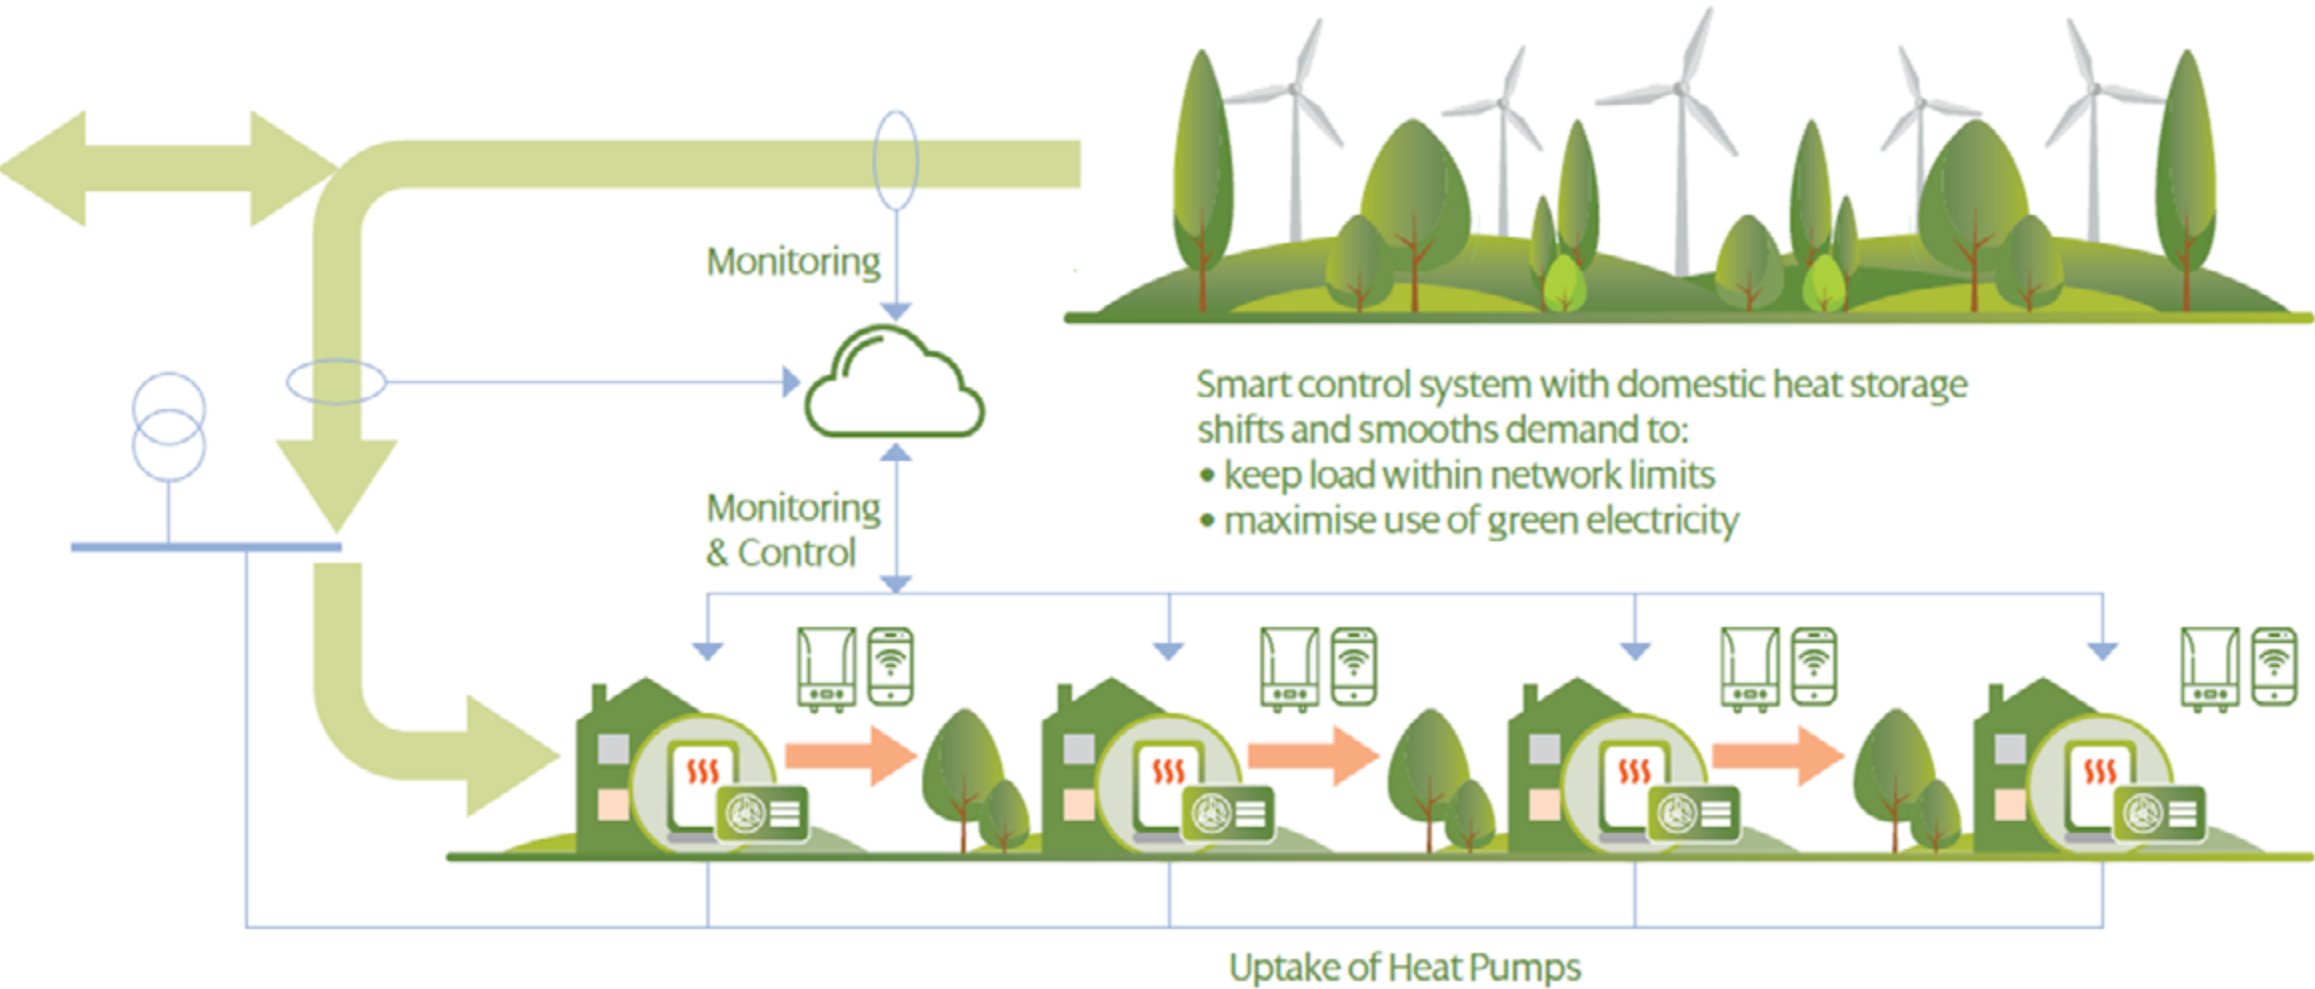 Monitoring
Smart control system with domestic heat storage
shifts and smooths demand to:
• keep load within network limits
• maximise use of green electricity
Monitoring
& Control
Uptake of Heat Pumps